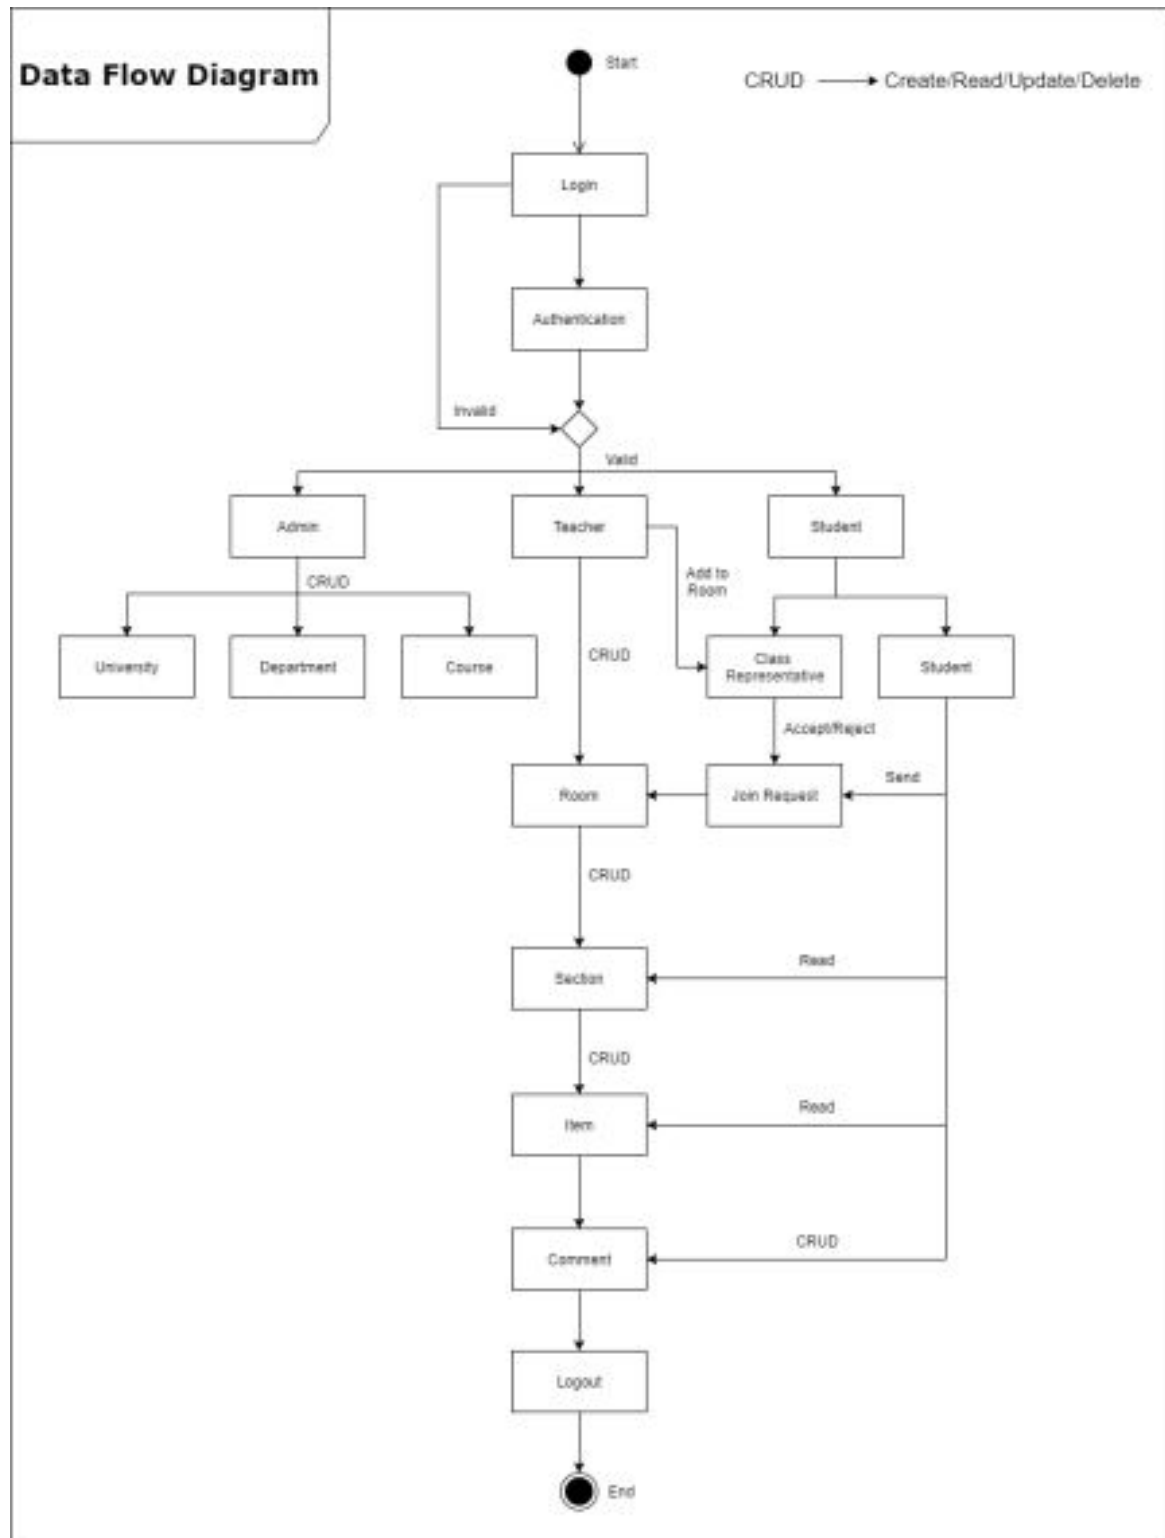 Data Flow Diagram
Start
CRUD
Create/Read/Update/Delete
Login
Authentication
Invalid
Valid
Admin
Teacher
Student
CRUD
Add to
Room
University
Department
Course
CRUD
Class
Representative
Student
Accept/Reject
Room
Join Request
Send
CRUD
Section
Read
CRUD
Item
Read
Comment
CRUD
Logout
End